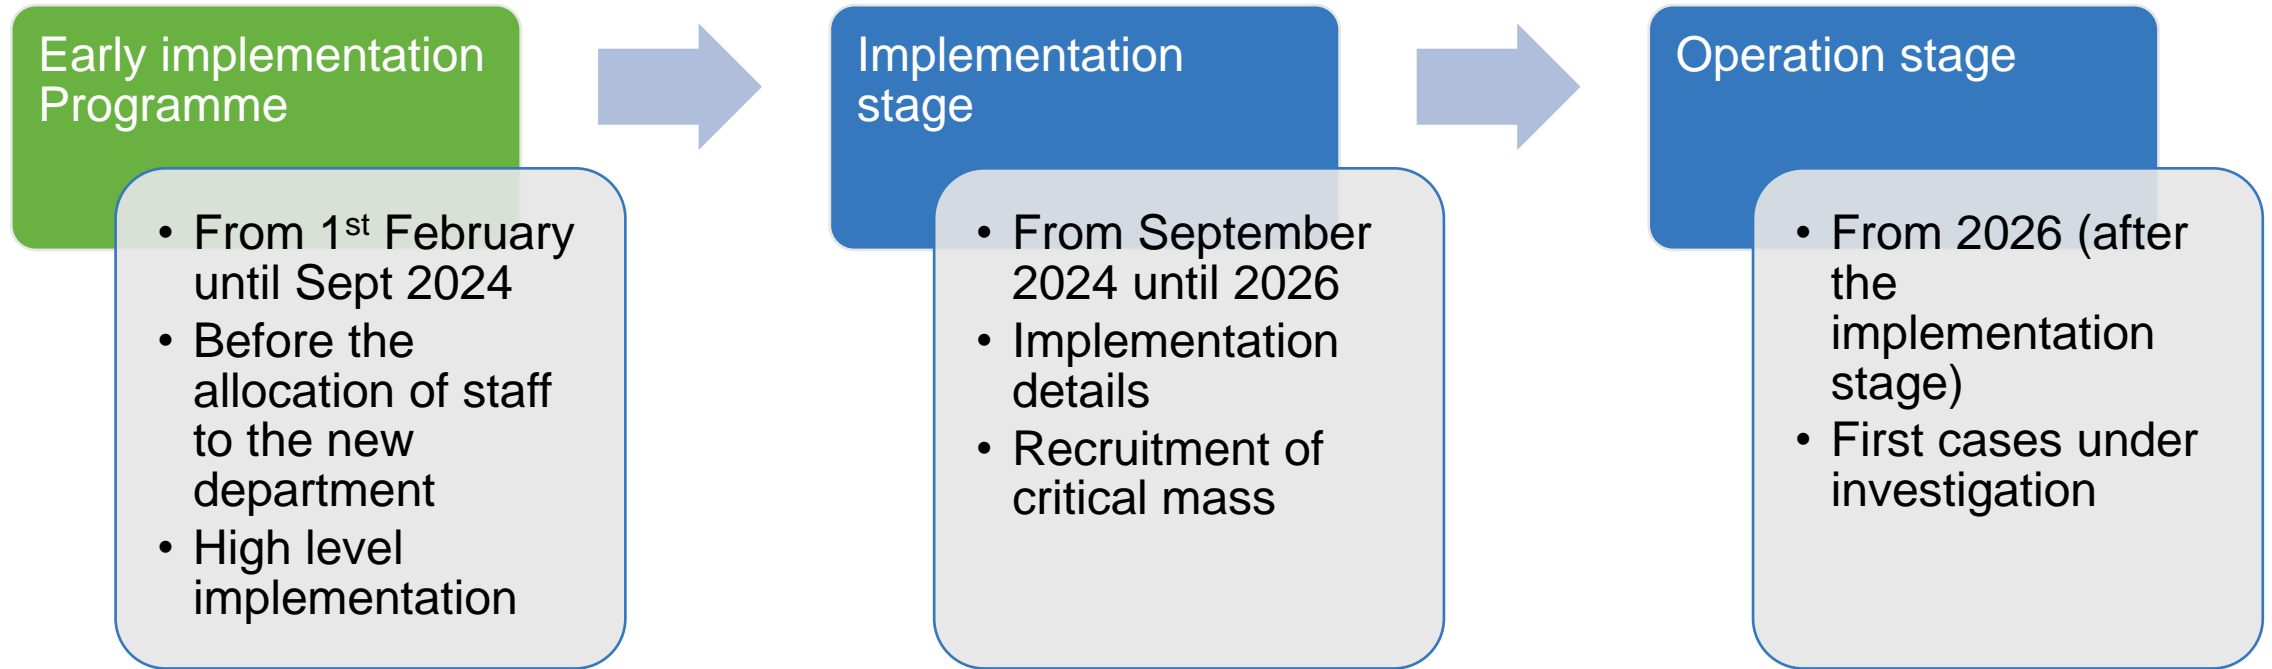 Early implementation
Programme
• From 1st February
until Sept 2024
• Before the
allocation of staff
to the new
department
• High level
implementation
Implementation
stage
• From September
2024 until 2026
• Implementation
details
• Recruitment of
critical mass
Operation stage
• From 2026 (after
the
implementation
stage)
• First cases under
investigation